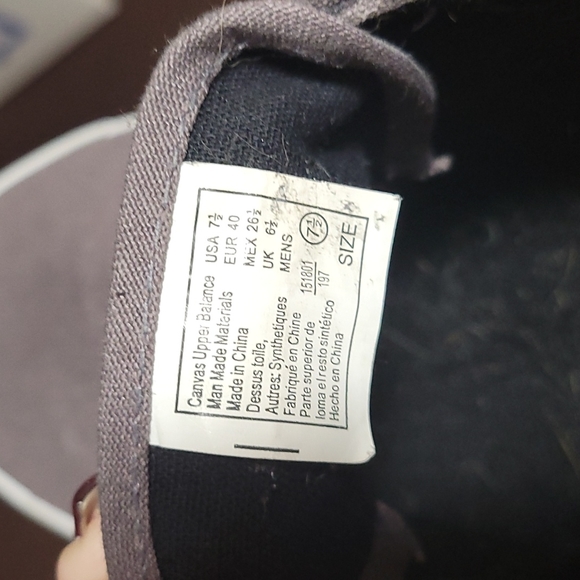 USA 7½
EUR 40
MEX 26½
UK 6½
MENS
7½
SIZE
151801
197
Canvas Upper Balance
Man Made Materials
Made in China
Dessus toile,
Autres: Synthetiques
Fabriqué en Chine
Parte superior de
loma el resto sintético
Hecho en China